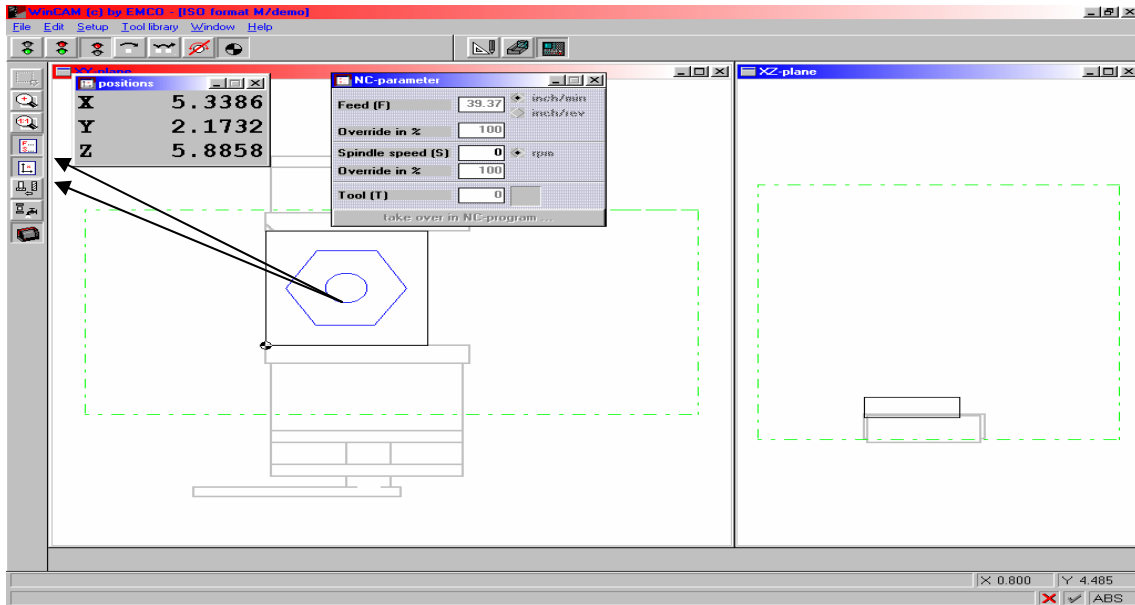 WinCAM (c) by EMCO - [ISO format M/demo]
File Edit Setup Tool library Window Help
XY-plane
XZ-plane
positions
X 5.3386
Y 2.1732
Z 5.8858
NC-parameter
Feed (F) 39.37 inch/min
inch/rev
Override in % 100
Spindle speed (S) 0 rpm
Override in % 100
Tool (T) 0
take over in NC-program ...
X 0.800 Y 4.485
ABS